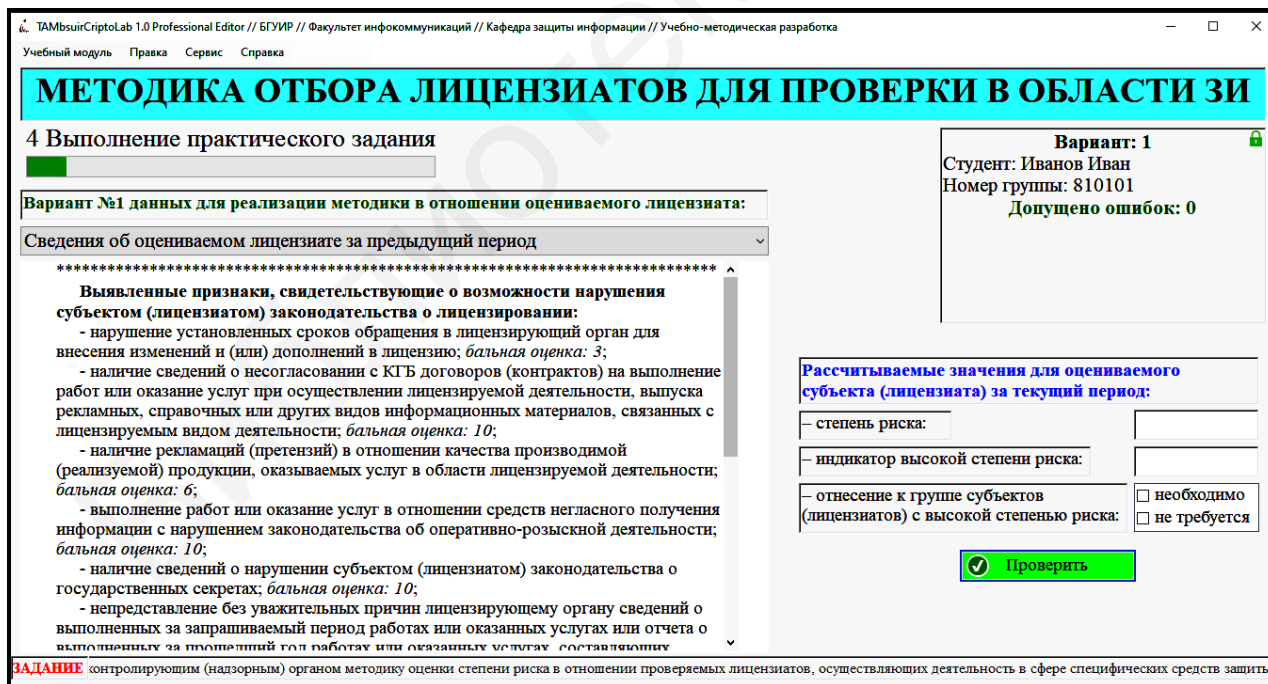 TAMbsuirCriptoLab 1.0 Professional Editor // БГУИР // Факультет инфокоммуникаций // Кафедра защиты информации // Учебно-методическая разработка
Учебный модуль Правка Сервис Справка
МЕТОДИКА ОТБОРА ЛИЦЕНЗИАТОВ ДЛЯ ПРОВЕРКИ В ОБЛАСТИ ЗИ
4 Выполнение практического задания
Вариант №1 данных для реализации методики в отношении оцениваемого лицензиата:
Сведения об оцениваемом лицензиате за предыдущий период
******************************************************************************
Выявленные признаки, свидетельствующие о возможности нарушения
субъектом (лицензиатом) законодательства о лицензировании:
- нарушение установленных сроков обращения в лицензирующий орган для
внесения изменений и (или) дополнений в лицензию; бальная оценка: 3;
- наличие сведений о несогласовании с КГБ договоров (контрактов) на выполнение
работ или оказание услуг при осуществлении лицензируемой деятельности, выпуска
рекламных, справочных или других видов информационных материалов, связанных с
лицензируемым видом деятельности; бальная оценка: 10;
- наличие рекламаций (претензий) в отношении качества производимой
(реализуемой) продукции, оказываемых услуг в области лицензируемой деятельности;
бальная оценка: 6;
- выполнение работ или оказание услуг в отношении средств негласного получения
информации с нарушением законодательства об оперативно-розыскной деятельности;
бальная оценка: 10;
- наличие сведений о нарушении субъектом (лицензиатом) законодательства о
государственных секретах; бальная оценка: 10;
- непредставление без уважительных причин лицензирующему органу сведений о
выполненных за запрашиваемый период работах или оказанных услугах или отчета о
выполненных за прошедший год работах или оказанных услугах, составляющих
Вариант: 1
Студент: Иванов Иван
Номер группы: 810101
Допущено ошибок: 0
Рассчитываемые значения для оцениваемого
субъекта (лицензиата) за текущий период:
– степень риска:
– индикатор высокой степени риска:
– отнесение к группе субъектов
(лицензиатов) с высокой степенью риска:
необходимо
не требуется
Проверить
ЗАДАНИЕ контролирующим (надзорным) органом методику оценки степени риска в отношении проверяемых лицензиатов, осуществляющих деятельность в сфере специфических средств защиты